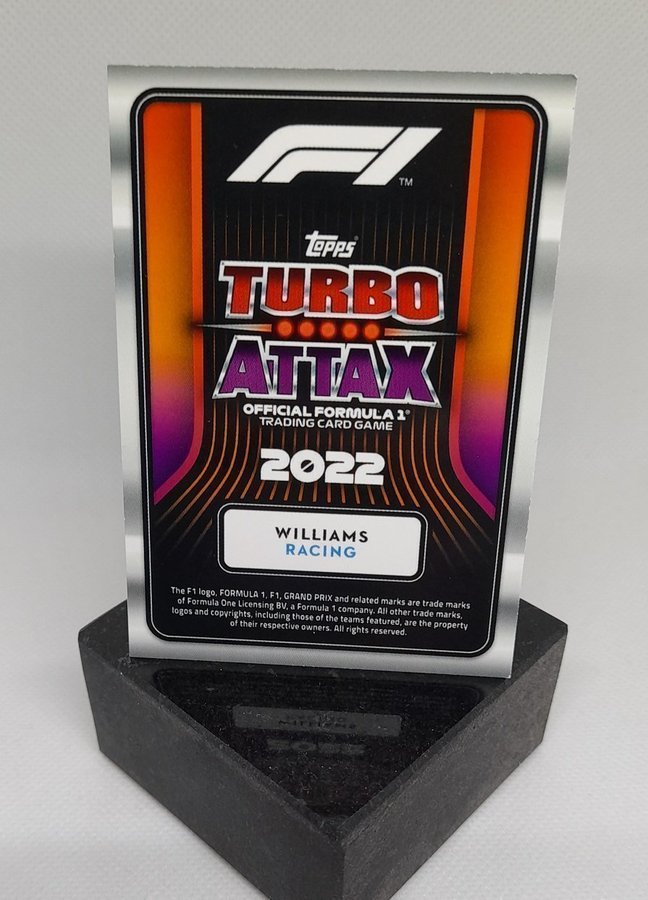 F1™
Topps®
TURBO
ATTAX
OFFICIAL FORMULA 1®
TRADING CARD GAME
2022
WILLIAMS
RACING
The F1 logo, FORMULA 1, F1, GRAND PRIX and related marks are trade marks
of Formula One Licensing BV, a Formula 1 company. All other trade marks,
logos and copyrights, including those of the teams featured, are the property
of their respective owners. All rights reserved.